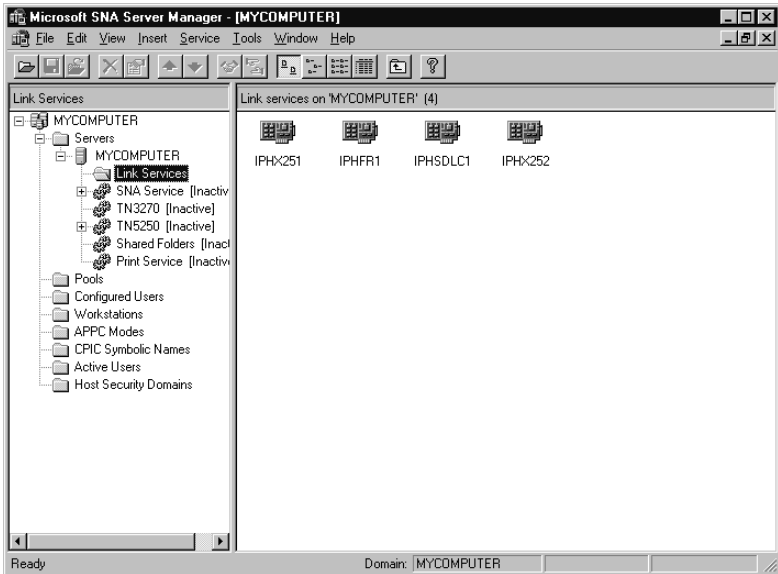 Microsoft SNA Server Manager - [MYCOMPUTER]
File Edit View Insert Service Tools Window Help
Link Services
Link services on 'MYCOMPUTER' (4)
MYCOMPUTER
Servers
MYCOMPUTER
Link Services
SNA Service [Inactiv
TN3270 [Inactive]
TN5250 [Inactive]
Shared Folders [Inact
Print Service [Inactive
Pools
Configured Users
Workstations
APPC Modes
CPIC Symbolic Names
Active Users
Host Security Domains
IPHX251 IPHFR1 IPHSDLC1 IPHX252
Ready Domain: MYCOMPUTER